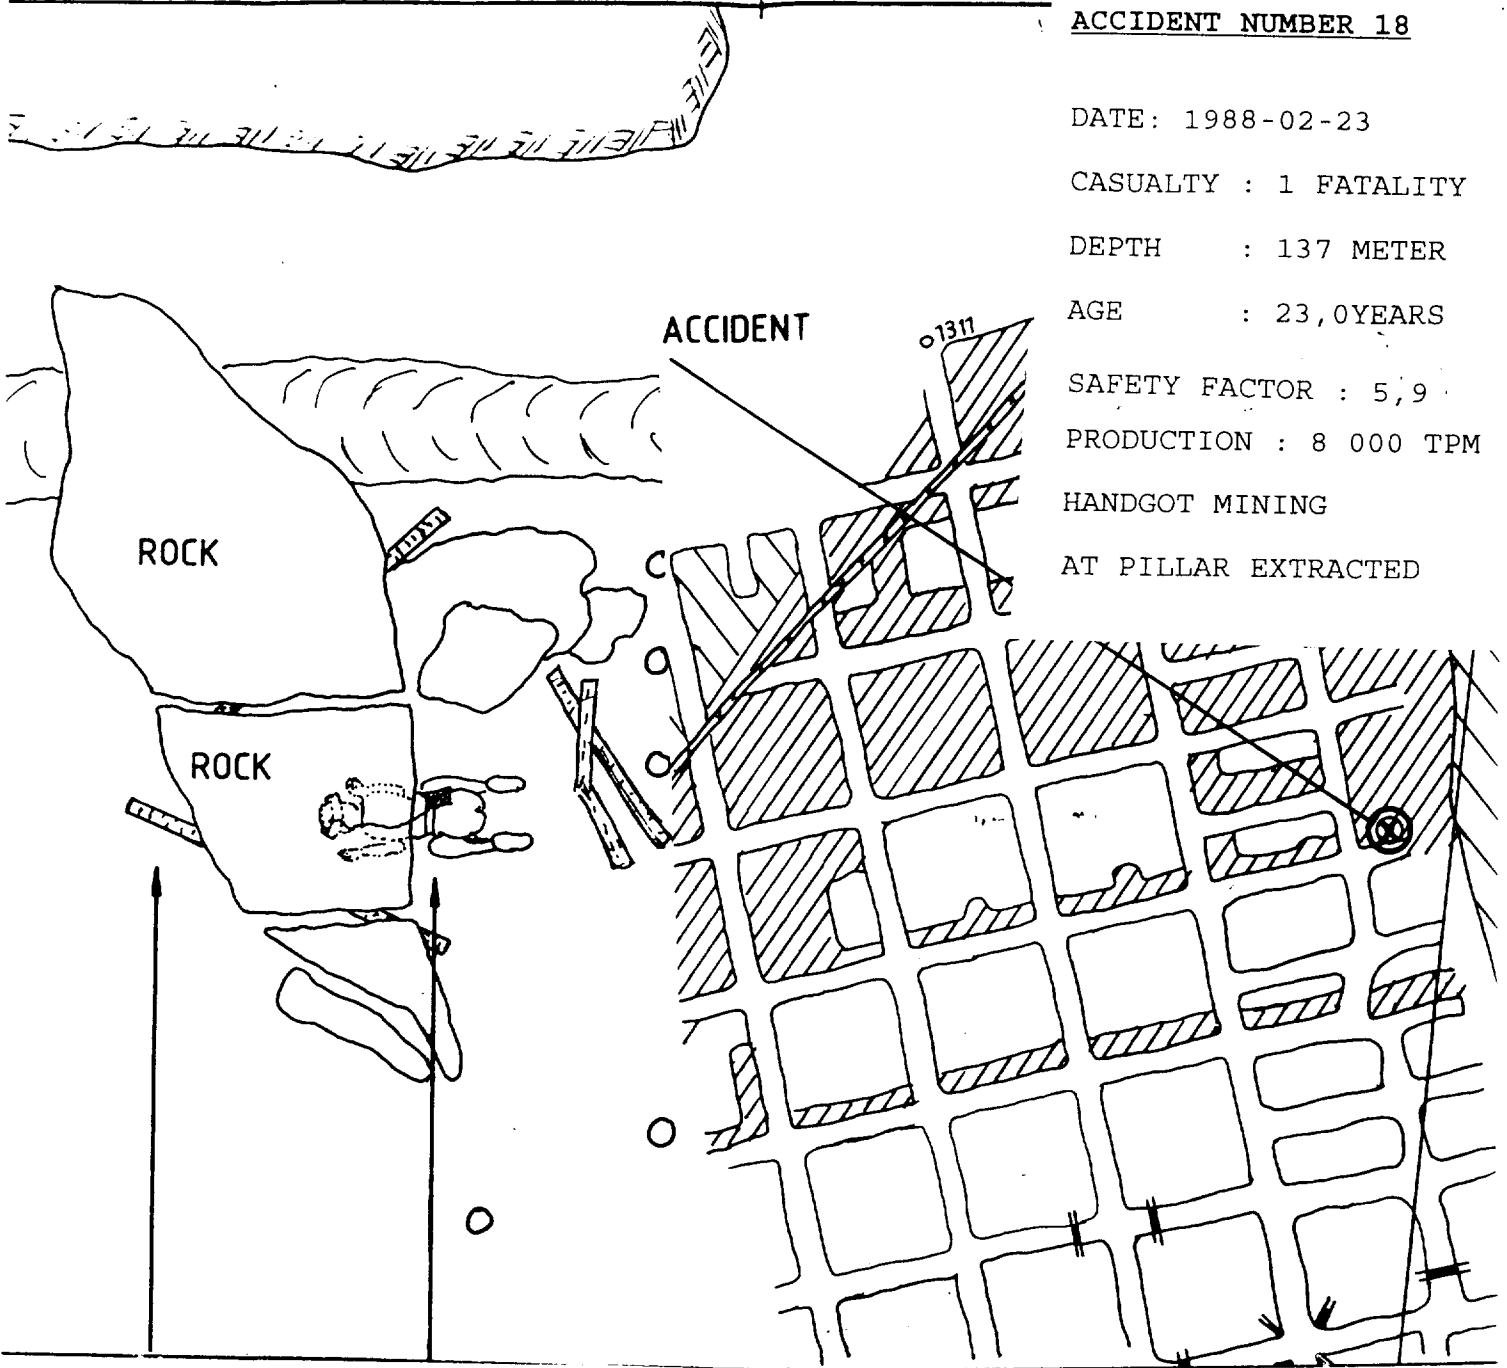 ACCIDENT NUMBER 18
DATE: 1988-02-23
CASUALTY : 1 FATALITY
DEPTH : 137 METER
AGE : 23,0YEARS
SAFETY FACTOR : 5,9
PRODUCTION : 8 000 TPM
HANDGOT MINING
AT PILLAR EXTRACTED
ACCIDENT
1311
ROCK
ROCK